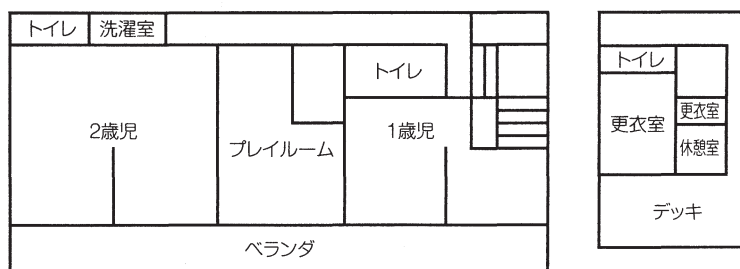 トイレ
洗濯室
トイレ
2歳児
プレイルーム
1歳児
ベランダ
トイレ
更衣室
更衣室
休憩室
デッキ